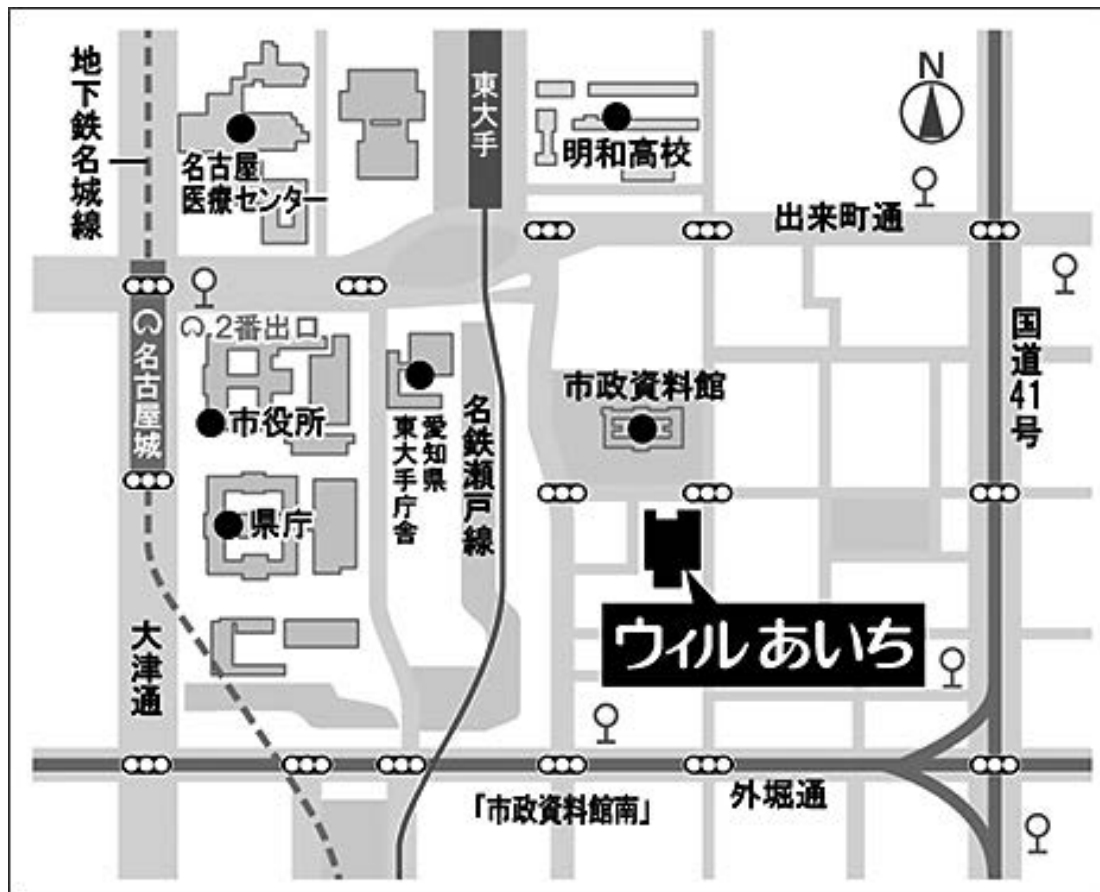 地下鉄名城線
名古屋
医療センター
東大手
明和高校
N
出来町通
2番出口
名古屋城
市役所
愛知県
東大手庁舎
名鉄瀬戸線
市政資料館
国道41号
県庁
ウィルあいち
大津通
「市政資料館南」
外堀通